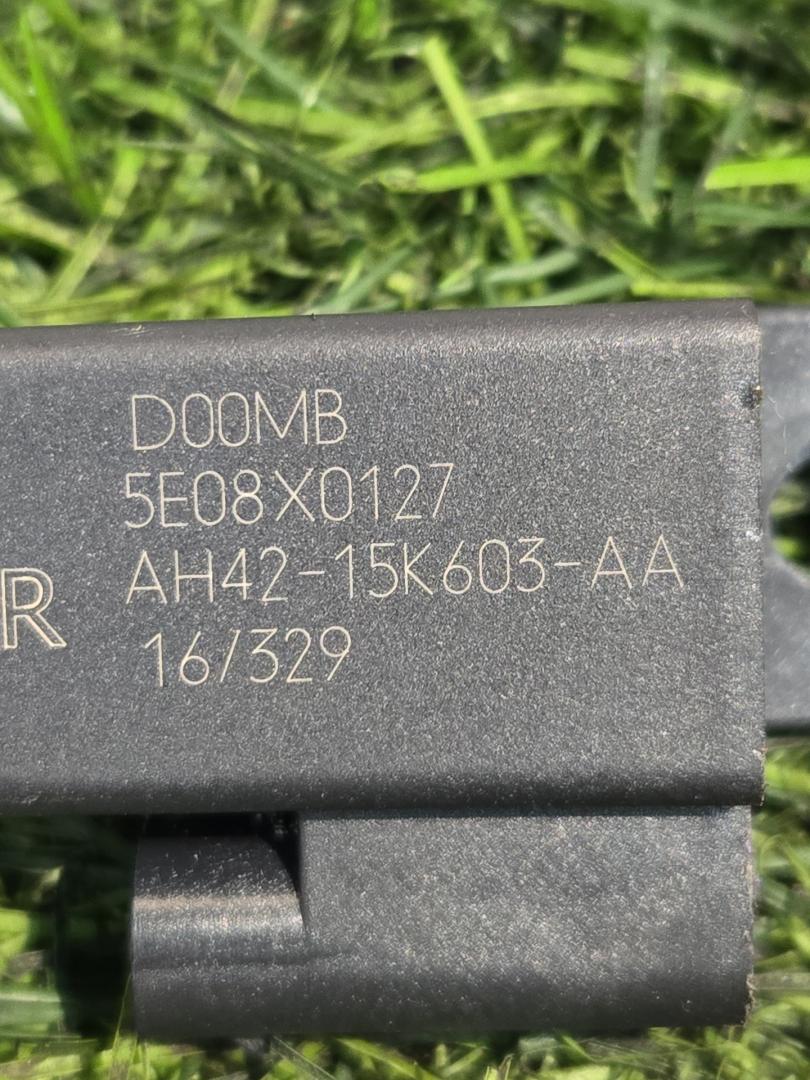 D00MB
5E08X0127
AH42-15K603-AA
R
16/329